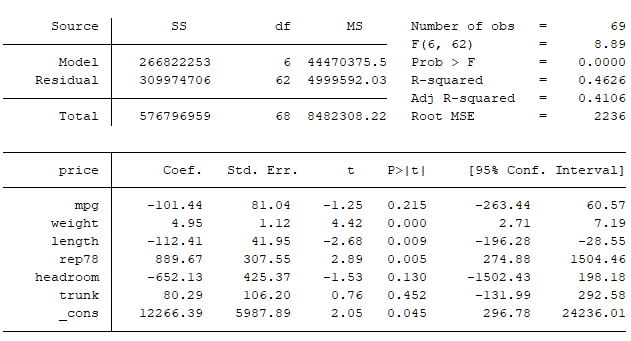 Source SS df MS Number of obs = 69
F(6, 62) = 8.89
Model 266822253 6 44470375.5 Prob > F = 0.0000
Residual 309974706 62 4999592.03 R-squared = 0.4626
Adj R-squared = 0.4106
Total 576796959 68 8482308.22 Root MSE = 2236
price Coef. Std. Err. t P>|t| [95% Conf. Interval]
mpg -101.44 81.04 -1.25 0.215 -263.44 60.57
weight 4.95 1.12 4.42 0.000 2.71 7.19
length -112.41 41.95 -2.68 0.009 -196.28 -28.55
rep78 889.67 307.55 2.89 0.005 274.88 1504.46
headroom -652.13 425.37 -1.53 0.130 -1502.43 198.18
trunk 80.29 106.20 0.76 0.452 -131.99 292.58
_cons 12266.39 5987.89 2.05 0.045 296.78 24236.01